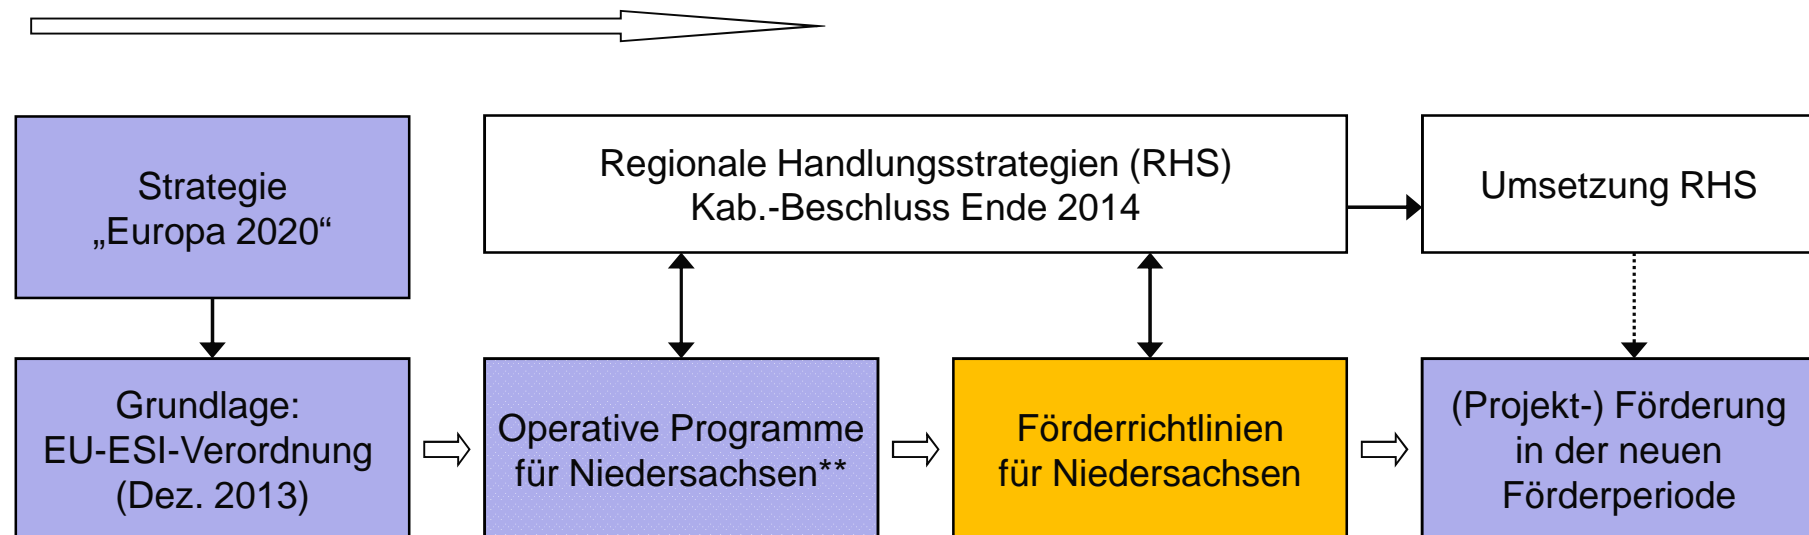 Strategie
„Europa 2020“
Regionale Handlungsstrategien (RHS)
Kab.-Beschluss Ende 2014
Umsetzung RHS
Grundlage:
EU-ESI-Verordnung
(Dez. 2013)
Operative Programme
für Niedersachsen**
Förderrichtlinien
für Niedersachsen
(Projekt-) Förderung
in der neuen
Förderperiode